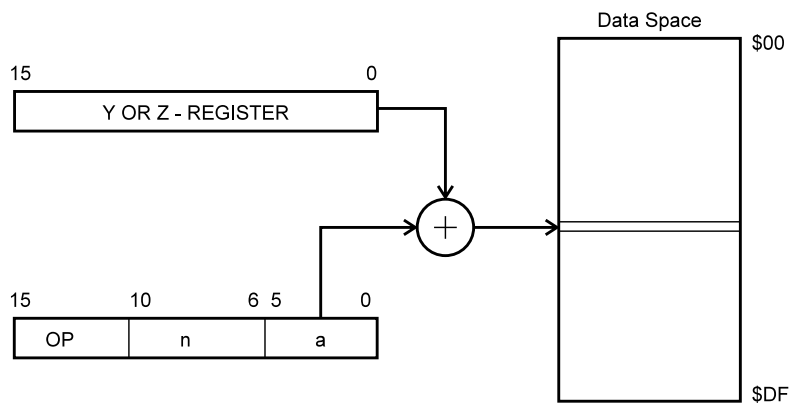 Data Space
$00
15 0
Y OR Z - REGISTER
+
15 10 6 5 0
OP n a
$DF